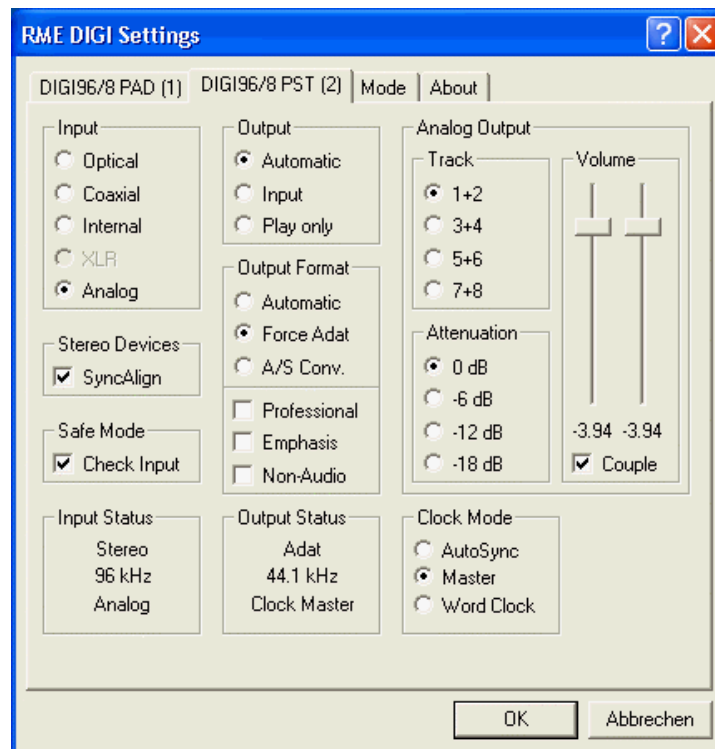 RME DIGI Settings
DIGI96/8 PAD (1)
DIGI96/8 PST (2)
Mode
About
Input
Optical
Coaxial
Internal
XLR
Analog
Stereo Devices
SyncAlign
Safe Mode
Check Input
Input Status
Stereo
96 kHz
Analog
Output
Automatic
Input
Play only
Output Format
Automatic
Force Adat
A/S Conv.
Professional
Emphasis
Non-Audio
Output Status
Adat
44.1 kHz
Clock Master
Analog Output
Track
1+2
3+4
5+6
7+8
Attenuation
0 dB
-6 dB
-12 dB
-18 dB
Volume
-3.94 -3.94
Couple
Clock Mode
AutoSync
Master
Word Clock
OK
Abbrechen